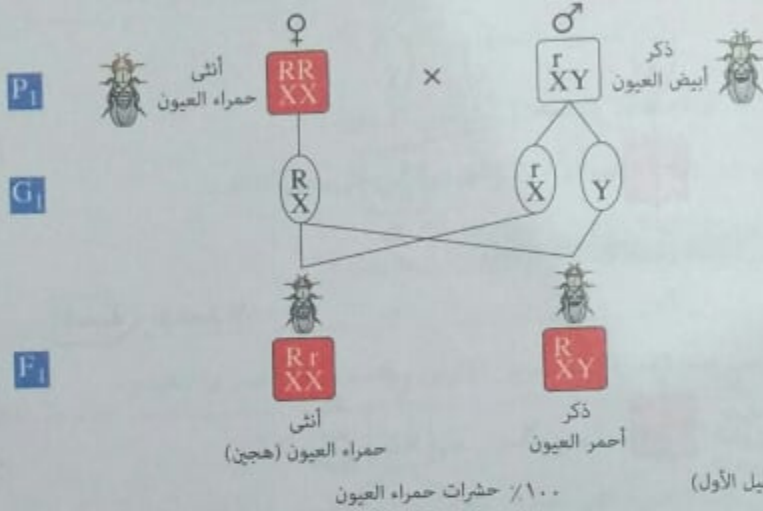 ♀ ♂
أنثى
حمراء العيون
RR
XX
×
r
XY
ذكر
أبيض العيون
P1
G1
R
X
r
X
Y
F1
R r
XX
R
XY
أنثى
حمراء العيون (هجين)
ذكر
أحمر العيون
١٠٠٪ حشرات حمراء العيون
الأول)